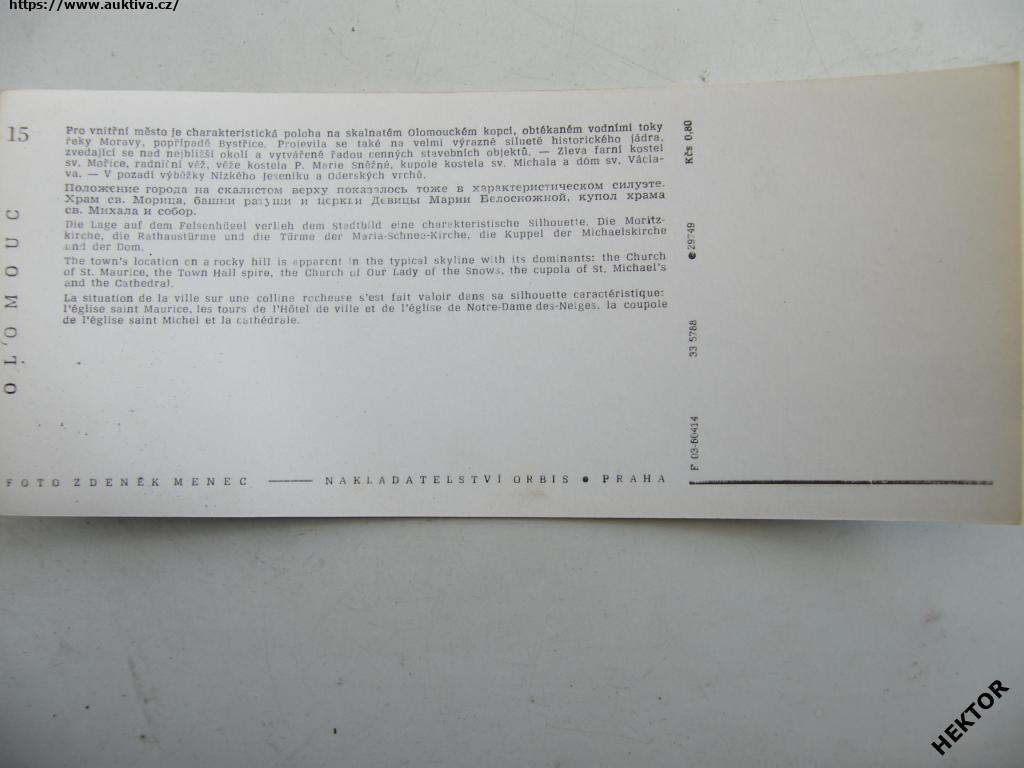 https://www.auktiva.cz/
15
Pro vnitřní město je charakteristická poloha na skalnatém Olomouckém kopci, obtékaném vodními toky
řeky Moravy, popřípadě Bystřice. Projevila se také na velmi výrazné siluetě historického jádra,
zvedající se nad nejbližší okolí a vytvářené řadou cenných stavebních objektů. — Zleva farní kostel
sv. Mořice, radniční věž, věže kostela P. Marie Sněžné, kupole kostela sv. Michala a dóm sv. Václa-
va. — V pozadí výběžky Nízkého Jeseníku a Oderských vrchů.
Положение города на скалистом верху показалось тоже в характеристическом силуэте.
Храм св. Морица, башни ратуши и церкви Девицы Марии Белоснежной, купол храма
св. Михала и собор.
Die Lage auf dem Felsenhügel verlieh dem Stadtbild eine charakteristische Silhouette. Die Moritz-
kirche, die Rathaustürme und die Türme der Maria-Schnee-Kirche, die Kuppel der Michaelskirche
und der Dom.
The town's location on a rocky hill is apparent in the typical skyline with its dominants: the Church
of St. Maurice, the Town Hall spire, the Church of Our Lady of the Snows, the cupola of St. Michael's
and the Cathedral.
La situation de la ville sur une colline rocheuse s'est fait valoir dans sa silhouette caractéristique:
l'église saint Maurice, les tours de l'Hôtel de ville et de l'église de Notre-Dame des-Neiges, la coupole
de l'église saint Michel et la cathédrale.
OLOMOUC
FOTO ZDENĚK MENEC — NAKLADATELSTVÍ ORBIS ● PRAHA
F 03-60414 33 5788 ● 29749 Kčs 0.80
HEKTOR